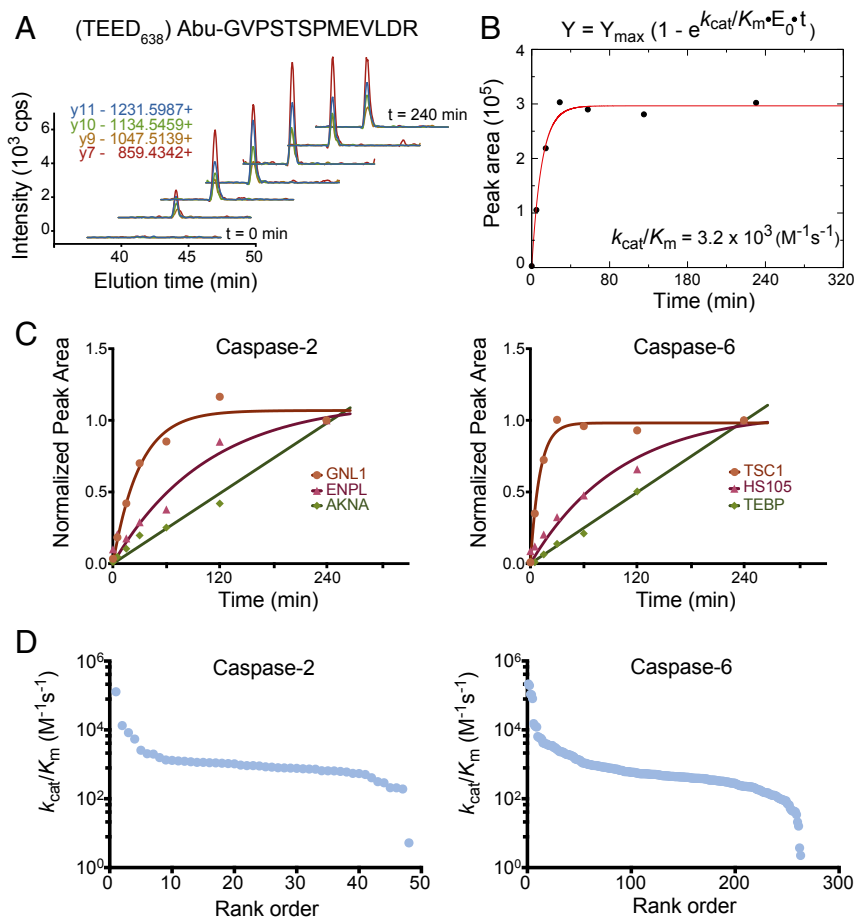 A
(TEED638) Abu-GVPSTSPMEVLDR
y11 - 1231.5987+
y10 - 1134.5459+
y9 - 1047.5139+
y7 - 859.4342+
t = 240 min
t = 0 min
Intensity (10³ cps)
6
4
2
0
40 45 50
Elution time (min)
B
Y = Ymax (1 - e^kcat/Km•E0•t)
Peak area (10⁵)
4
3
2
1
0
kcat/Km = 3.2 x 10³ (M⁻¹s⁻¹)
0 60 120 180 240 320
Time (min)
C
Caspase-2
Normalized Peak Area
1.5
1.0
0.5
0.0
GNL1
ENPL
AKNA
0 60 120 240
Time (min)
Caspase-6
Normalized Peak Area
1.5
1.0
0.5
0.0
TSC1
HS105
TEBP
0 60 120 240
Time (min)
D
Caspase-2
kcat/Km (M⁻¹s⁻¹)
10⁶
10⁴
10²
10⁰
0 10 20 30 40 50
Rank order
Caspase-6
kcat/Km (M⁻¹s⁻¹)
10⁶
10⁴
10²
10⁰
0 100 200 300
Rank order